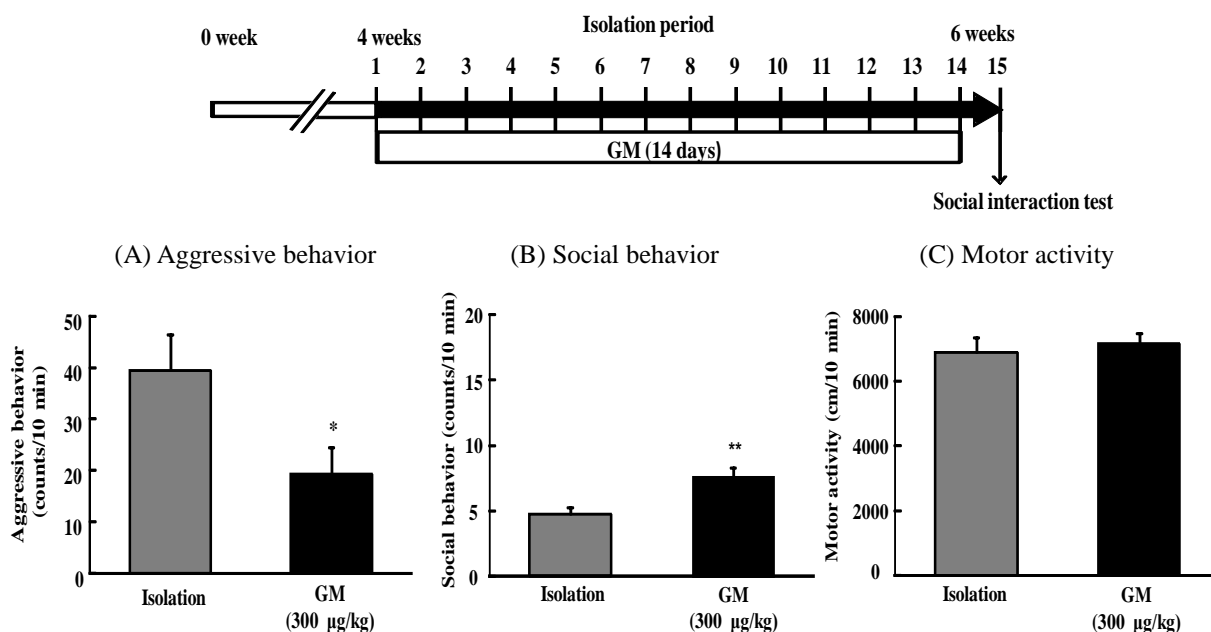 Isolation period
0 week 4 weeks 6 weeks
1 2 3 4 5 6 7 8 9 10 11 12 13 14 15
GM (14 days)
Social interaction test
(A) Aggressive behavior
(B) Social behavior
(C) Motor activity
Aggressive behavior
(counts/10 min)
50
40
30
20
10
0
*
Isolation
GM
(300 µg/kg)
Social behavior (counts/10 min)
20
15
10
5
0
**
Isolation
GM
(300 µg/kg)
Motor activity (cm/10 min)
8000
6000
4000
2000
0
Isolation
GM
(300 µg/kg)